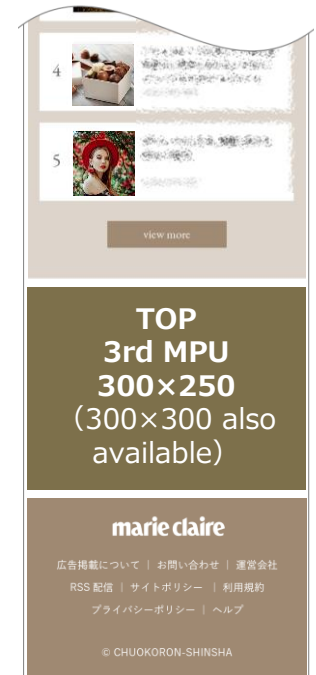 4
5
view more
TOP
3rd MPU
300×250
（300×300 also
available）
marie claire
広告掲載について | お問い合わせ | 運営会社
RSS 配信 | サイトポリシー | 利用規約
プライバシーポリシー | ヘルプ
© CHUOKORON-SHINSHA